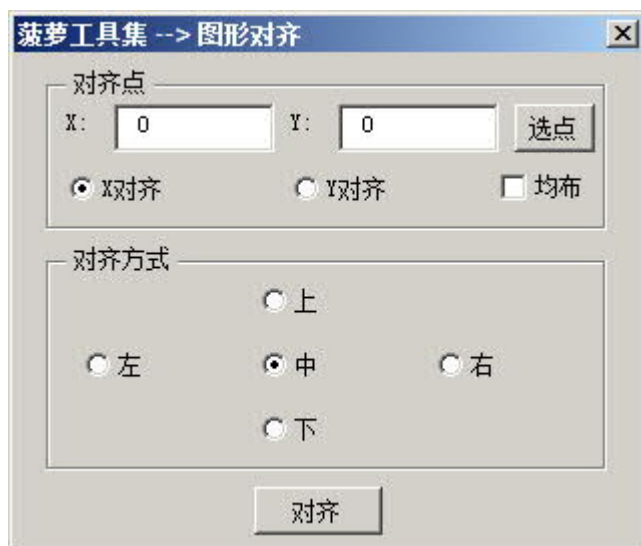 菠萝工具集 --> 图形对齐
对齐点
X: 0 Y: 0 选点
X对齐 Y对齐 均布
对齐方式
上
左 中 右
下
对齐